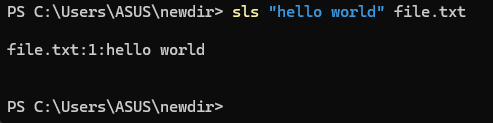 PS C:\Users\ASUS\newdir> sls "hello world" file.txt
file.txt:1:hello world
PS C:\Users\ASUS\newdir>